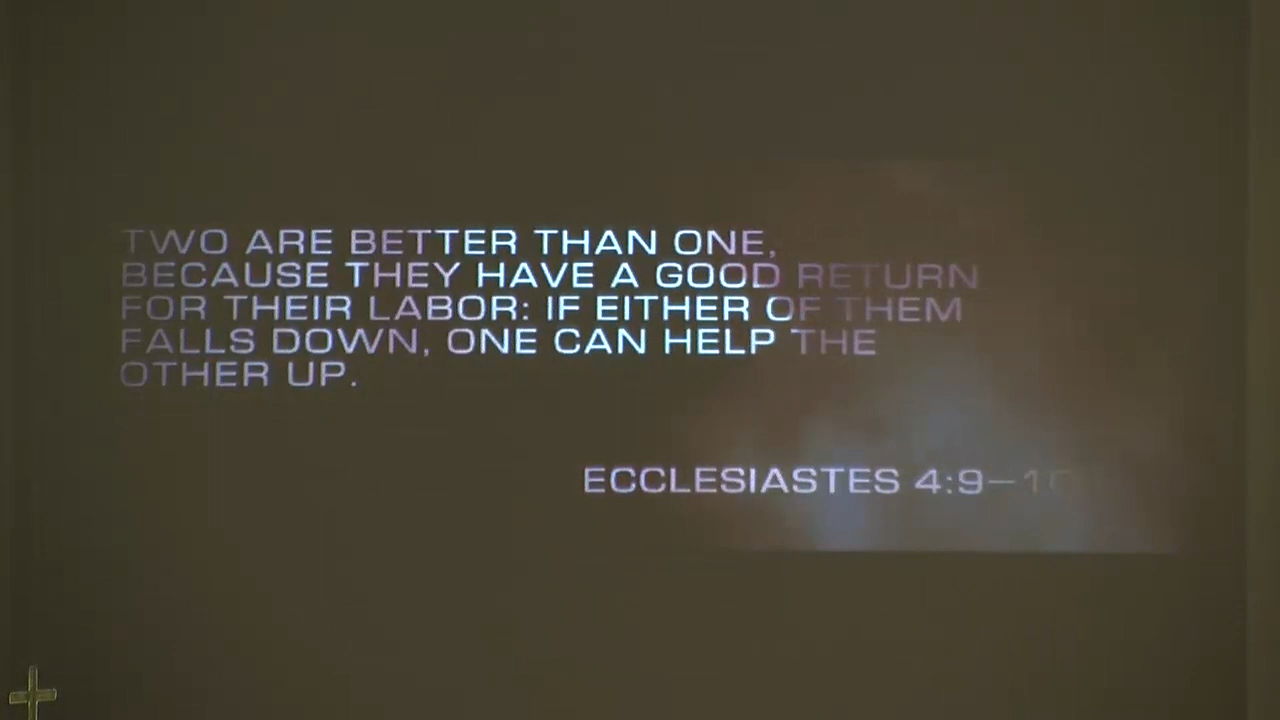 TWO ARE BETTER THAN ONE,
BECAUSE THEY HAVE A GOOD RETURN
FOR THEIR LABOR: IF EITHER OF THEM
FALLS DOWN, ONE CAN HELP THE
OTHER UP.
ECCLESIASTES 4:9–10